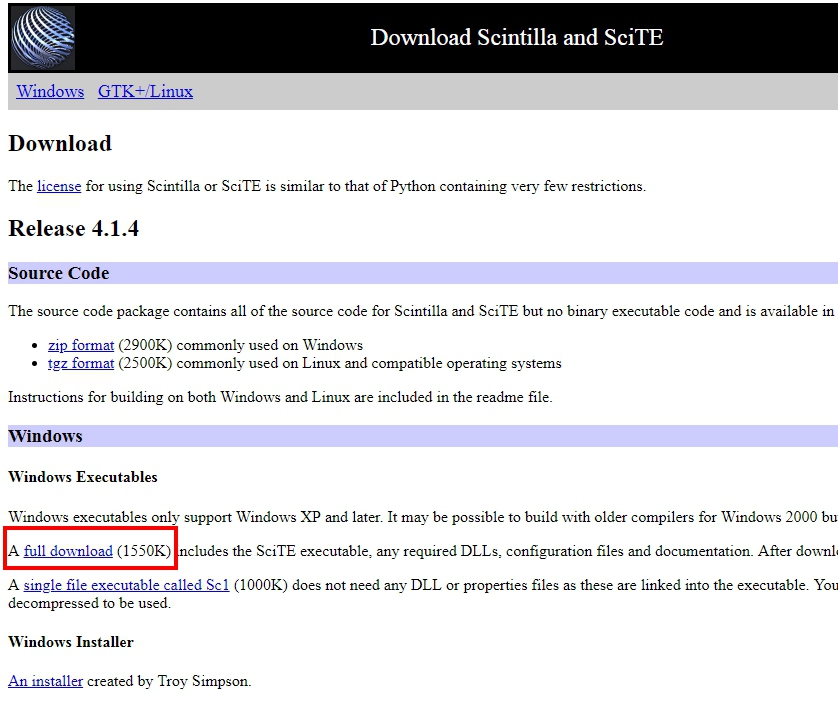 Download Scintilla and SciTE
Windows GTK+/Linux
Download
The license for using Scintilla or SciTE is similar to that of Python containing very few restrictions.
Release 4.1.4
Source Code
The source code package contains all of the source code for Scintilla and SciTE but no binary executable code and is available in
• zip format (2900K) commonly used on Windows
• tgz format (2500K) commonly used on Linux and compatible operating systems
Instructions for building on both Windows and Linux are included in the readme file.
Windows
Windows Executables
Windows executables only support Windows XP and later. It may be possible to build with older compilers for Windows 2000 bu
A full download (1550K) includes the SciTE executable, any required DLLs, configuration files and documentation. After downl
A single file executable called Sc1 (1000K) does not need any DLL or properties files as these are linked into the executable. You
decompressed to be used.
Windows Installer
An installer created by Troy Simpson.